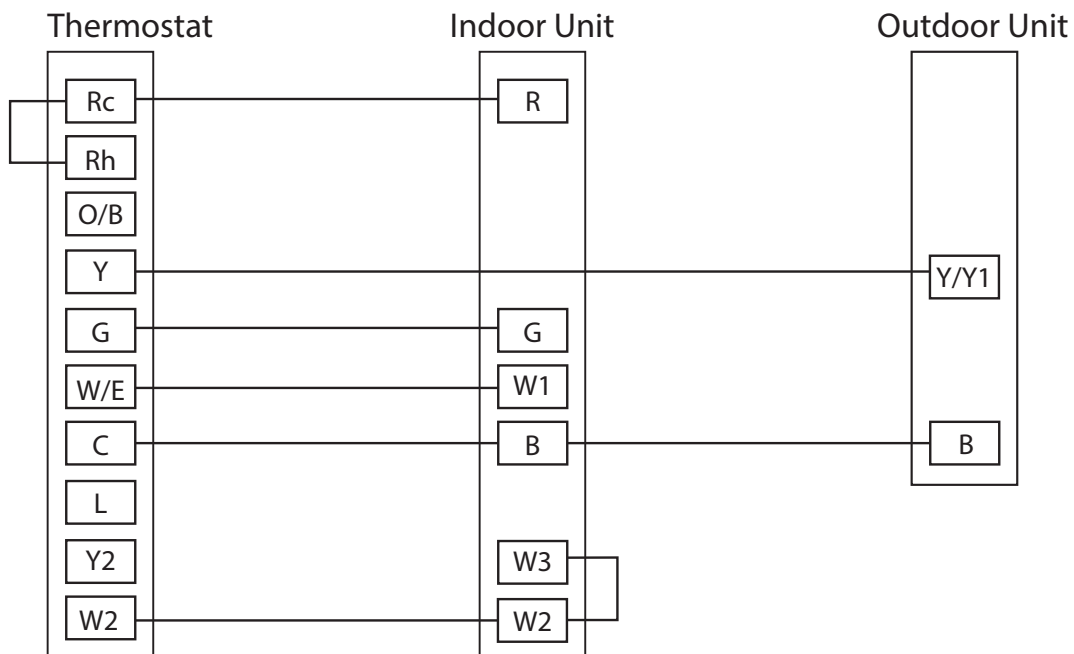 Thermostat Indoor Unit Outdoor Unit
Rc R
Rh
O/B
Y Y/Y1
G G
W/E W1
C B B
L
Y2 W3
W2 W2